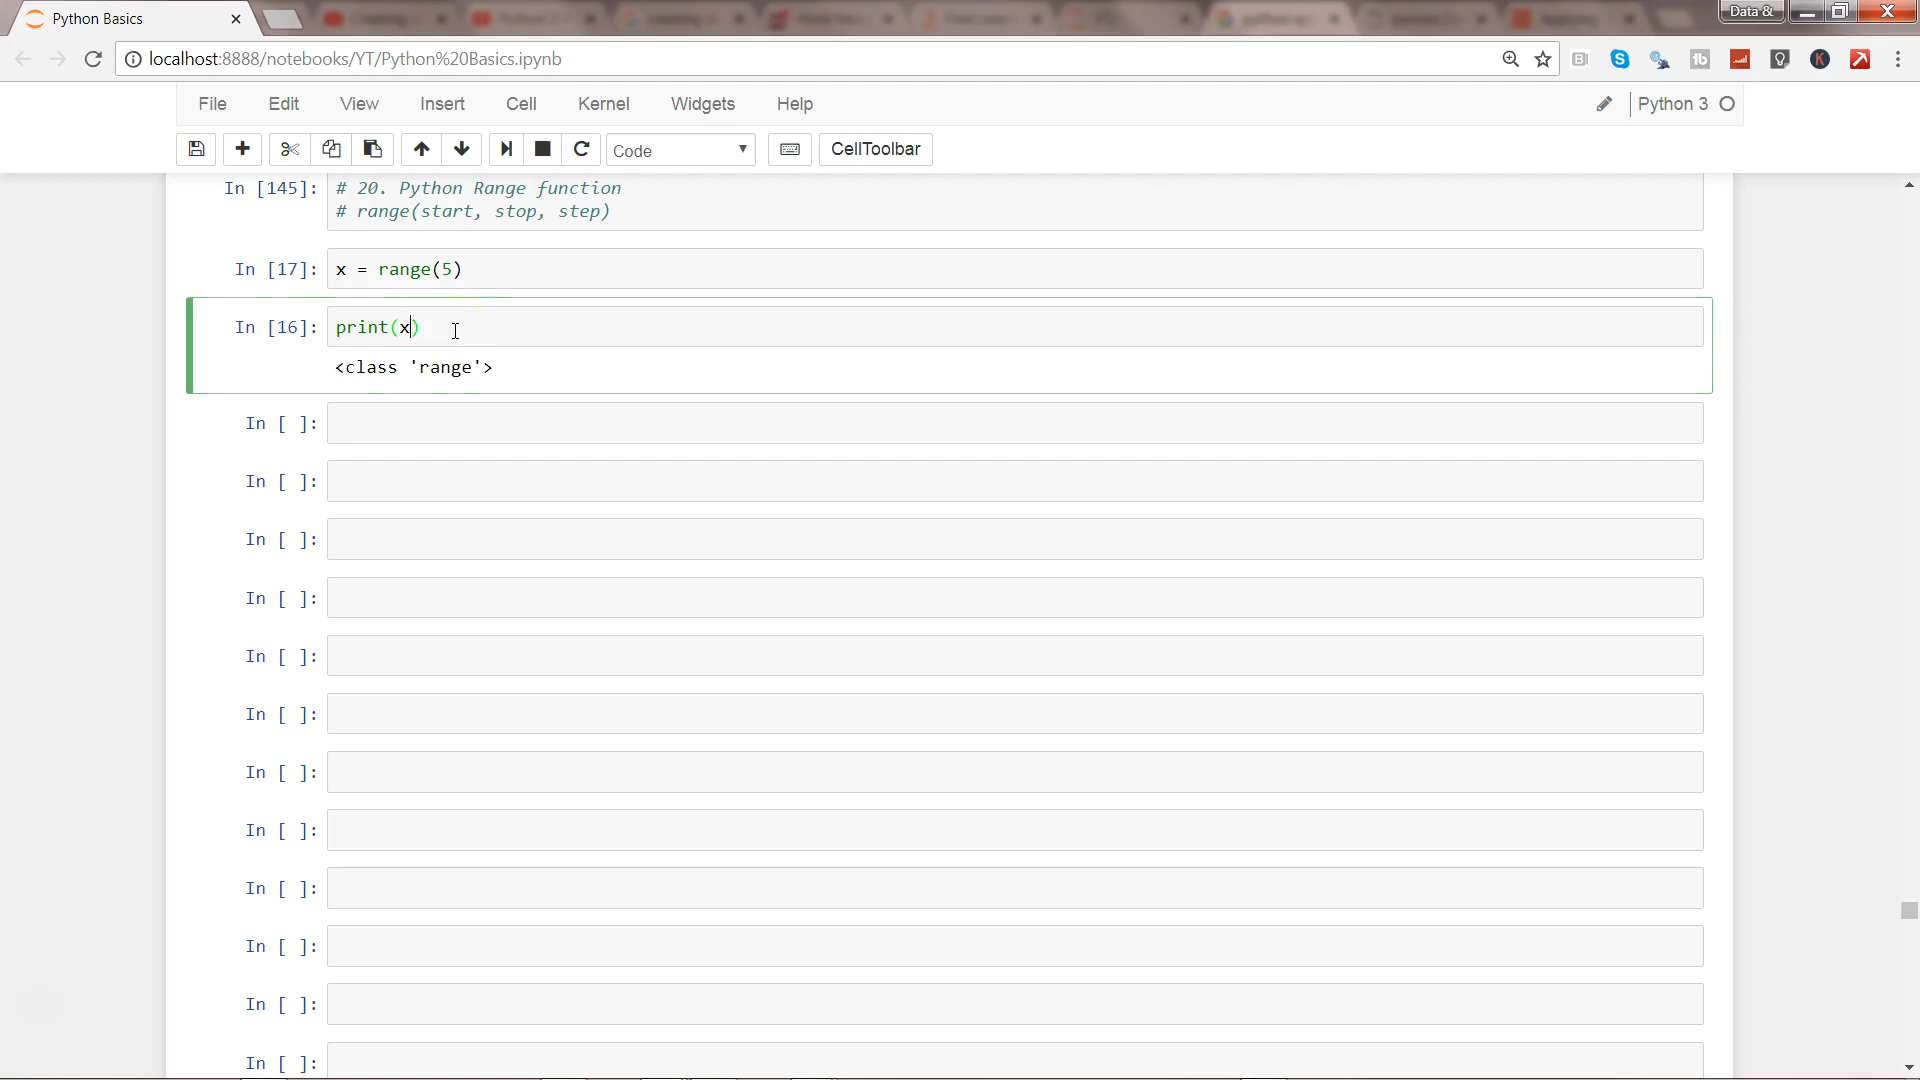 Python Basics
Data &
localhost:8888/notebooks/YT/Python%20Basics.ipynb
File Edit View Insert Cell Kernel Widgets Help
Python 3
Code
CellToolbar
In [145]: # 20. Python Range function
# range(start, stop, step)
In [17]: x = range(5)
In [16]: print(x)
<class 'range'>
In [ ]:
In [ ]:
In [ ]:
In [ ]:
In [ ]:
In [ ]:
In [ ]:
In [ ]:
In [ ]:
In [ ]:
In [ ]:
In [ ]: